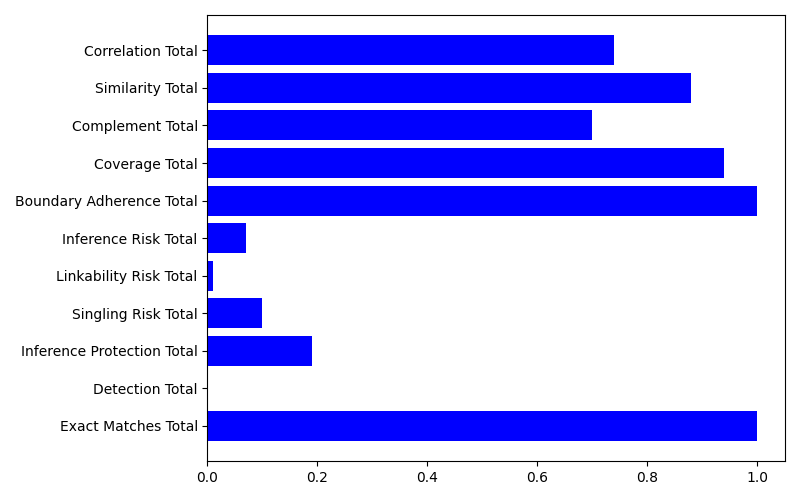 Correlation Total
Similarity Total
Complement Total
Coverage Total
Boundary Adherence Total
Inference Risk Total
Linkability Risk Total
Singling Risk Total
Inference Protection Total
Detection Total
Exact Matches Total
0.0 0.2 0.4 0.6 0.8 1.0